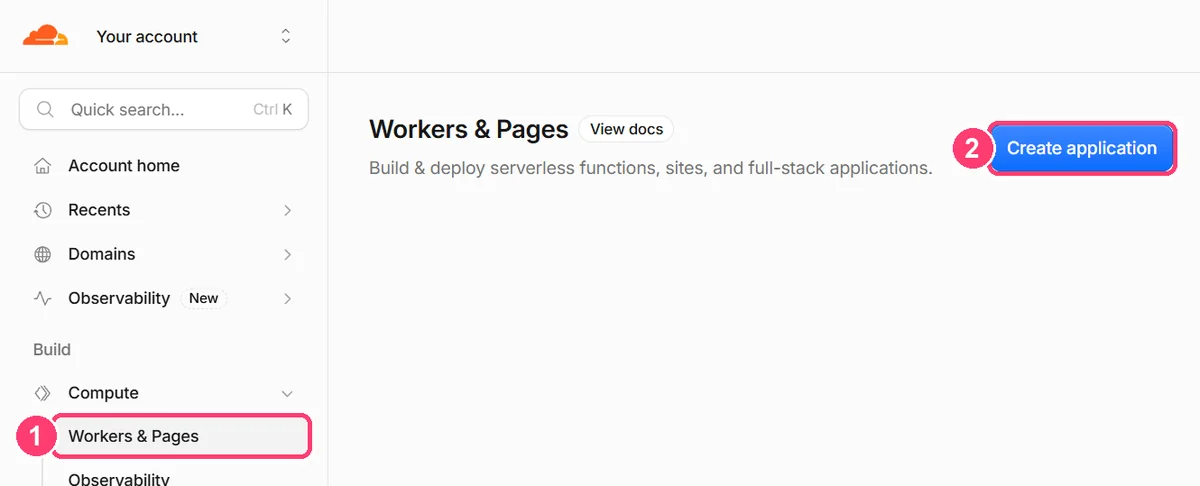 Your account
Quick search... Ctrl K
Account home
Recents
Domains
Observability New
Build
Compute
1 Workers & Pages
Observability
Workers & Pages View docs
Build & deploy serverless functions, sites, and full-stack applications.
2 Create application